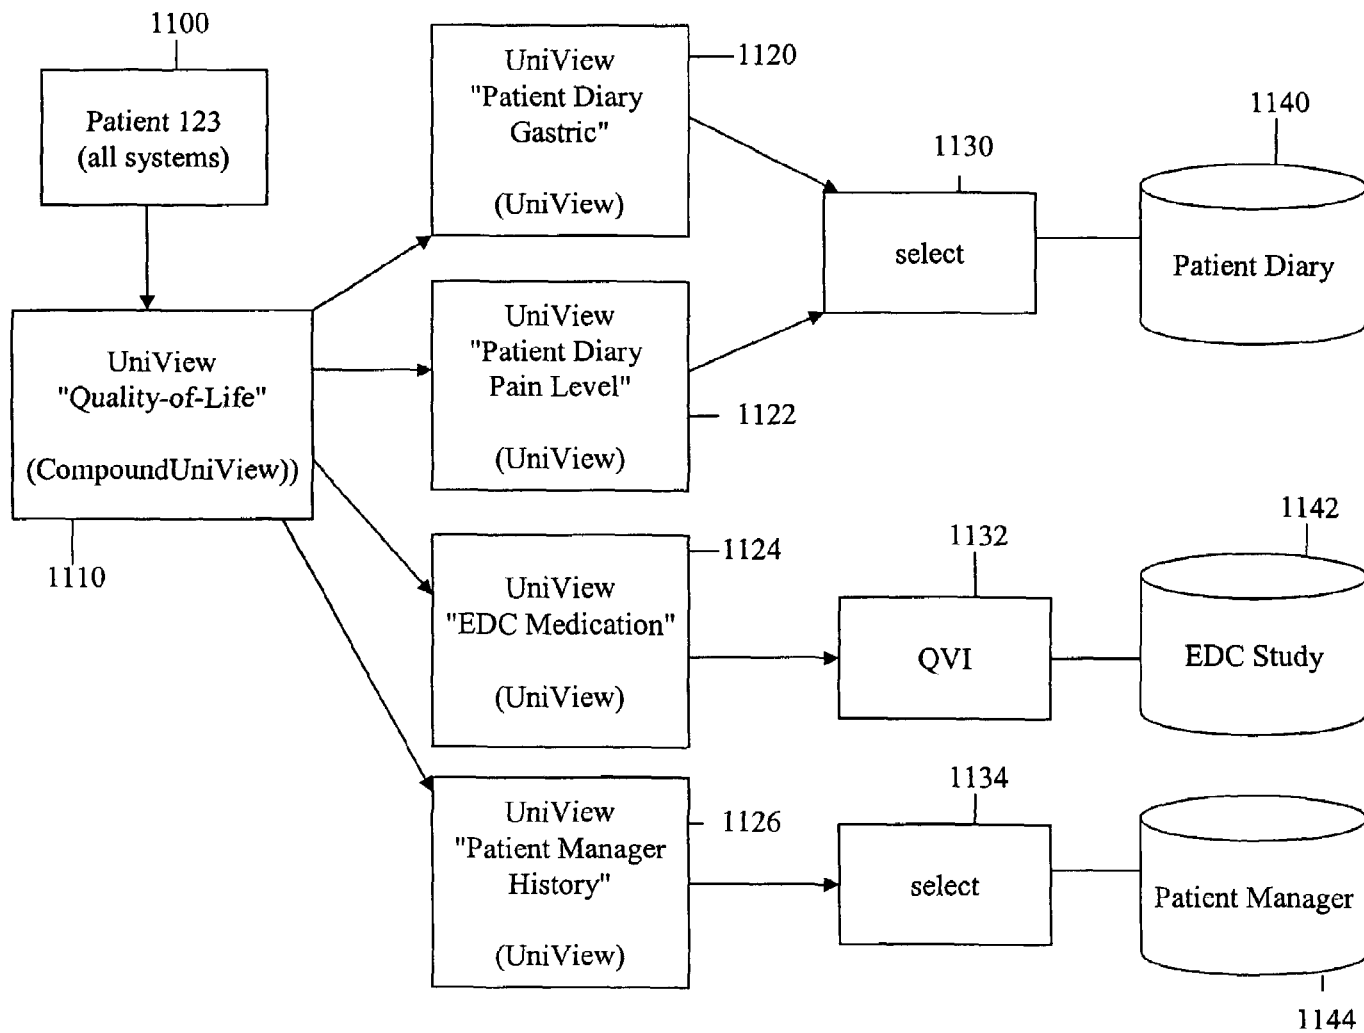 1100
Patient 123
(all systems)
UniView
"Quality-of-Life"
(CompoundUniView))
1110
UniView
"Patient Diary
Gastric"
(UniView)
1120
UniView
"Patient Diary
Pain Level"
(UniView)
1122
UniView
"EDC Medication"
(UniView)
1124
UniView
"Patient Manager
History"
(UniView)
1126
1130
select
1132
QVI
1134
select
1140
Patient Diary
1142
EDC Study
Patient Manager
1144